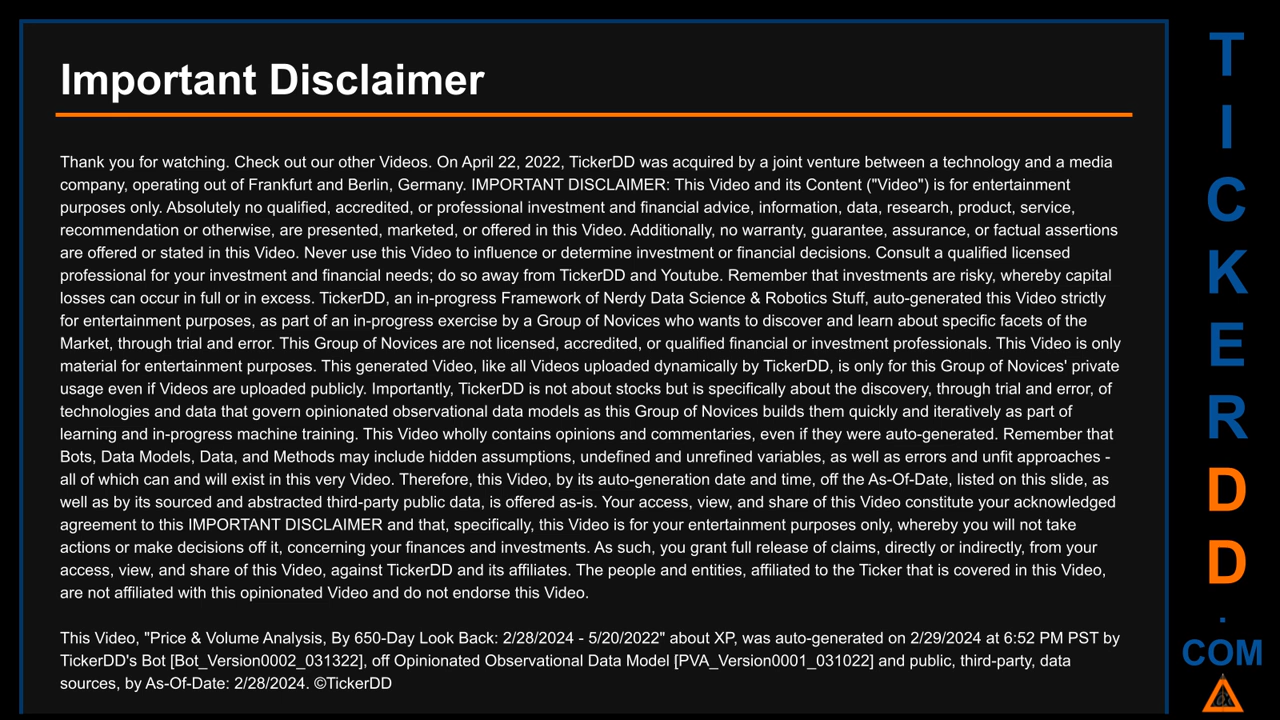 Important Disclaimer
Thank you for watching. Check out our other Videos. On April 22, 2022, TickerDD was acquired by a joint venture between a technology and a media
company, operating out of Frankfurt and Berlin, Germany. IMPORTANT DISCLAIMER: This Video and its Content ("Video") is for entertainment
purposes only. Absolutely no qualified, accredited, or professional investment and financial advice, information, data, research, product, service,
recommendation or otherwise, are presented, marketed, or offered in this Video. Additionally, no warranty, guarantee, assurance, or factual assertions
are offered or stated in this Video. Never use this Video to influence or determine investment or financial decisions. Consult a qualified licensed
professional for your investment and financial needs; do so away from TickerDD and Youtube. Remember that investments are risky, whereby capital
losses can occur in full or in excess. TickerDD, an in-progress Framework of Nerdy Data Science & Robotics Stuff, auto-generated this Video strictly
for entertainment purposes, as part of an in-progress exercise by a Group of Novices who wants to discover and learn about specific facets of the
Market, through trial and error. This Group of Novices are not licensed, accredited, or qualified financial or investment professionals. This Video is only
material for entertainment purposes. This generated Video, like all Videos uploaded dynamically by TickerDD, is only for this Group of Novices' private
usage even if Videos are uploaded publicly. Importantly, TickerDD is not about stocks but is specifically about the discovery, through trial and error, of
technologies and data that govern opinionated observational data models as this Group of Novices builds them quickly and iteratively as part of
learning and in-progress machine training. This Video wholly contains opinions and commentaries, even if they were auto-generated. Remember that
Bots, Data Models, Data, and Methods may include hidden assumptions, undefined and unrefined variables, as well as errors and unfit approaches -
all of which can and will exist in this very Video. Therefore, this Video, by its auto-generation date and time, off the As-Of-Date, listed on this slide, as
well as by its sourced and abstracted third-party public data, is offered as-is. Your access, view, and share of this Video constitute your acknowledged
agreement to this IMPORTANT DISCLAIMER and that, specifically, this Video is for your entertainment purposes only, whereby you will not take
actions or make decisions off it, concerning your finances and investments. As such, you grant full release of claims, directly or indirectly, from your
access, view, and share of this Video, against TickerDD and its affiliates. The people and entities, affiliated to the Ticker that is covered in this Video,
are not affiliated with this opinionated Video and do not endorse this Video.
This Video, "Price & Volume Analysis, By 650-Day Look Back: 2/28/2024 - 5/20/2022" about XP, was auto-generated on 2/29/2024 at 6:52 PM PST by
TickerDD's Bot [Bot_Version0002_031322], off Opinionated Observational Data Model [PVA_Version0001_031022] and public, third-party, data
sources, by As-Of-Date: 2/28/2024. ©TickerDD
T
I
C
K
E
R
D
D
.
COM